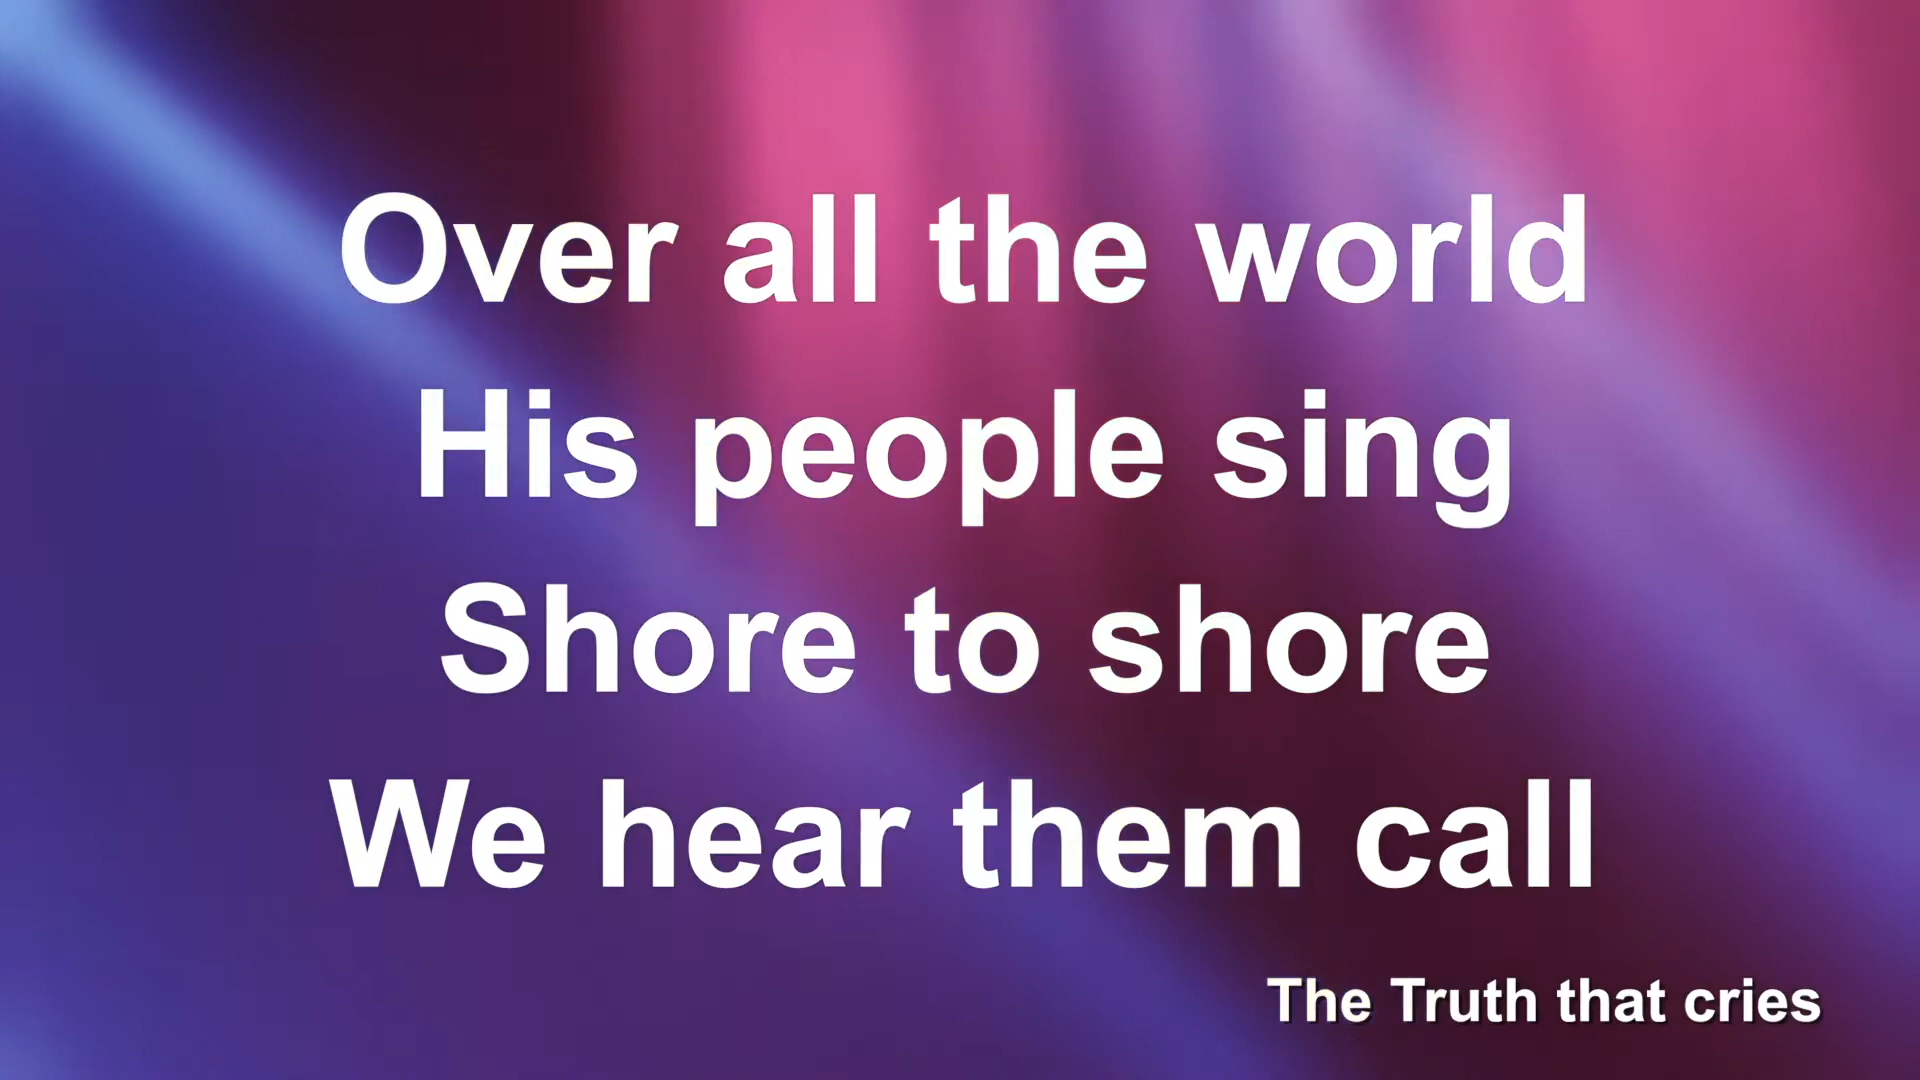 Over all the world
His people sing
Shore to shore
We hear them call
The Truth that cries